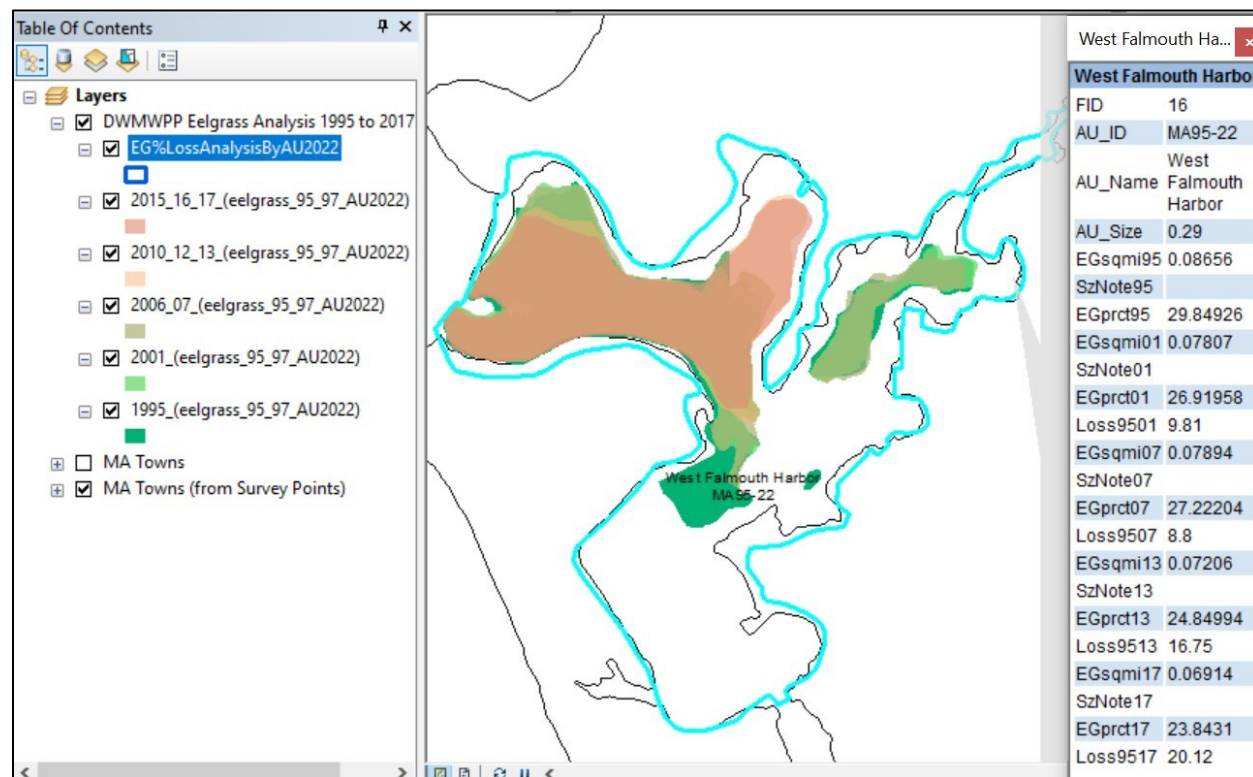 Table Of Contents
Layers
DWMWPP Eelgrass Analysis 1995 to 2017
EG%LossAnalysisByAU2022
2015_16_17_(eelgrass_95_97_AU2022)
2010_12_13_(eelgrass_95_97_AU2022)
2006_07_(eelgrass_95_97_AU2022)
2001_(eelgrass_95_97_AU2022)
1995_(eelgrass_95_97_AU2022)
MA Towns
MA Towns (from Survey Points)
West Falmouth Harbor
MA95-22
West Falmouth Ha...
West Falmouth Harbor
FID 16
AU_ID MA95-22
West
AU_Name Falmouth
Harbor
AU_Size 0.29
EGsqmi95 0.08656
SzNote95
EGprct95 29.84926
EGsqmi01 0.07807
SzNote01
EGprct01 26.91958
Loss9501 9.81
EGsqmi07 0.07894
SzNote07
EGprct07 27.22204
Loss9507 8.8
EGsqmi13 0.07206
SzNote13
EGprct13 24.84994
Loss9513 16.75
EGsqmi17 0.06914
SzNote17
EGprct17 23.8431
Loss9517 20.12